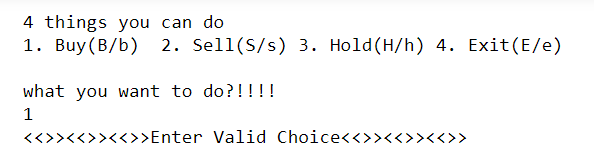 4 things you can do
1. Buy(B/b)  2. Sell(S/s) 3. Hold(H/h) 4. Exit(E/e)
what you want to do?!!!!
1
<<>><<>><<>>Enter Valid Choice<<>><<>><<>>